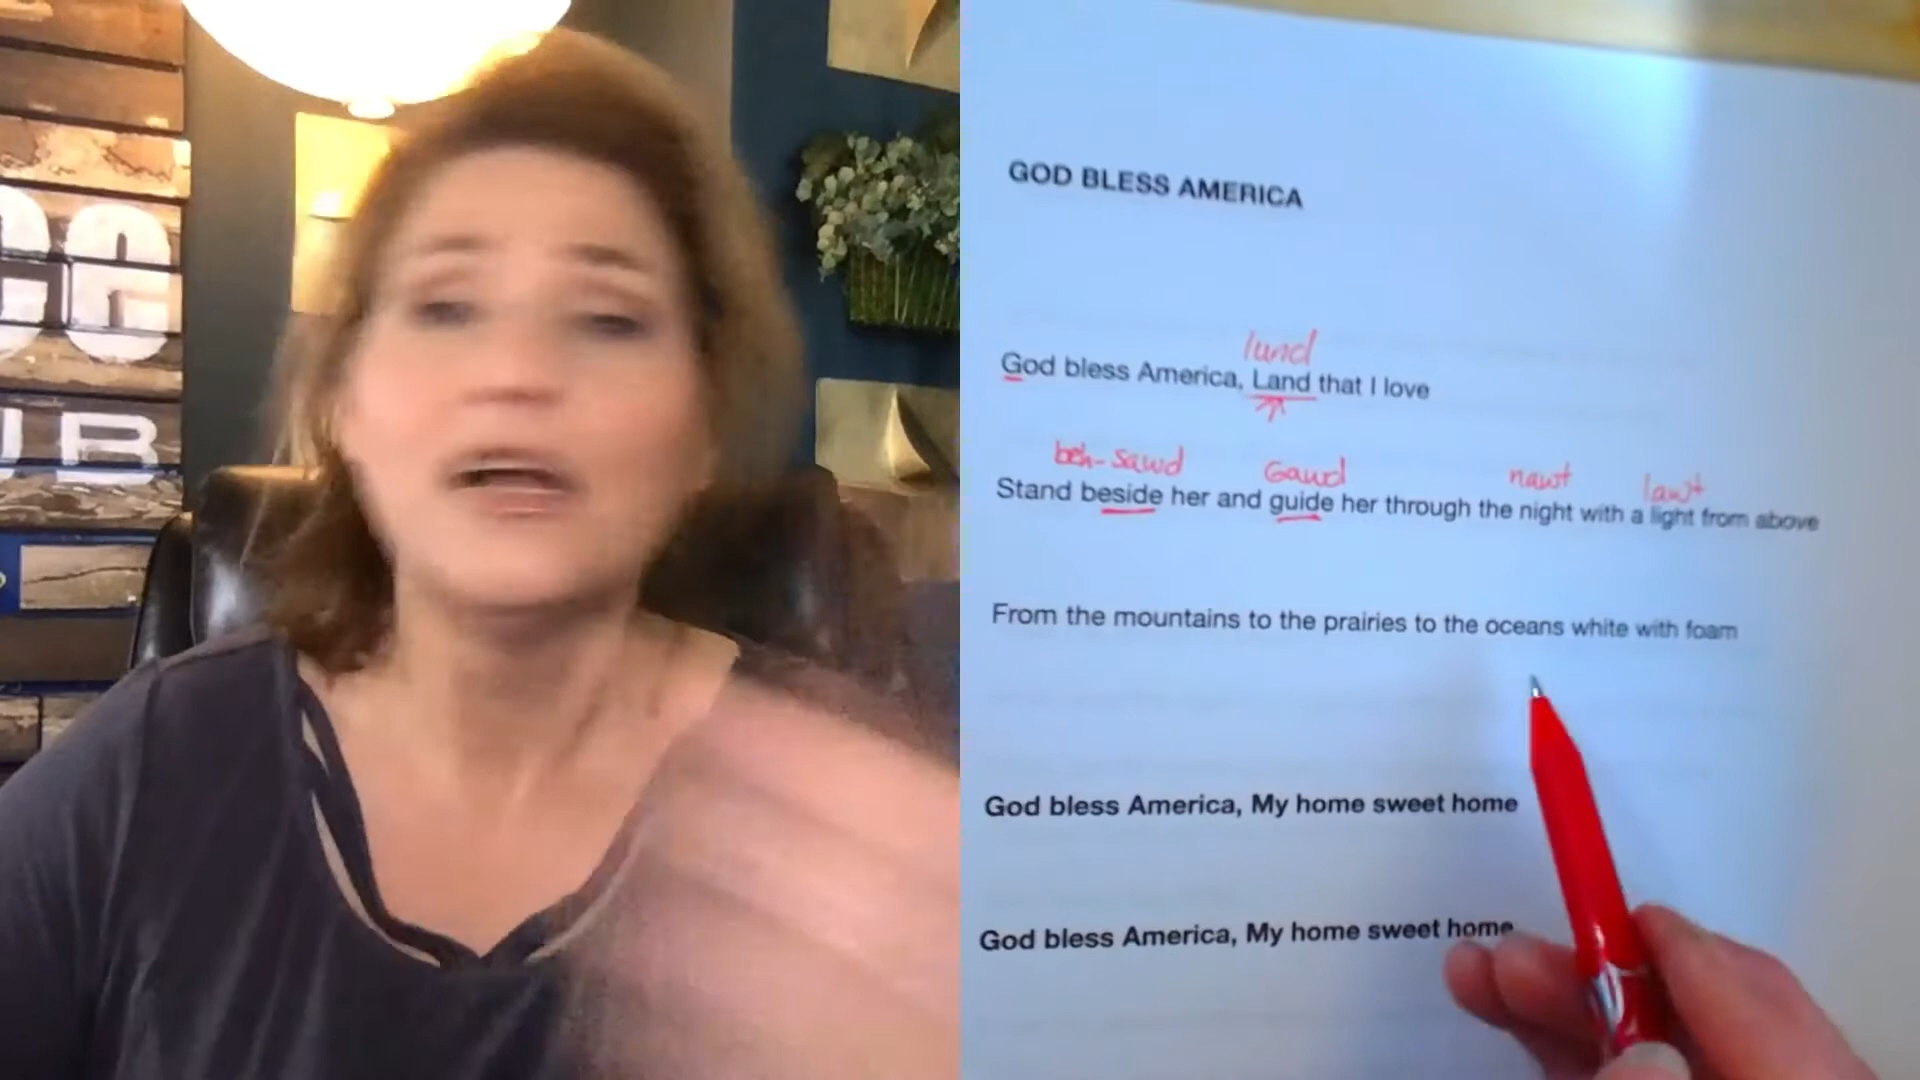 GOD BLESS AMERICA
lund
God bless America, Land that I love
beh-sawd Gawd nawt lawt
Stand beside her and guide her through the night with a light from above
From the mountains to the prairies to the oceans white with foam
God bless America, My home sweet home
God bless America, My home sweet home